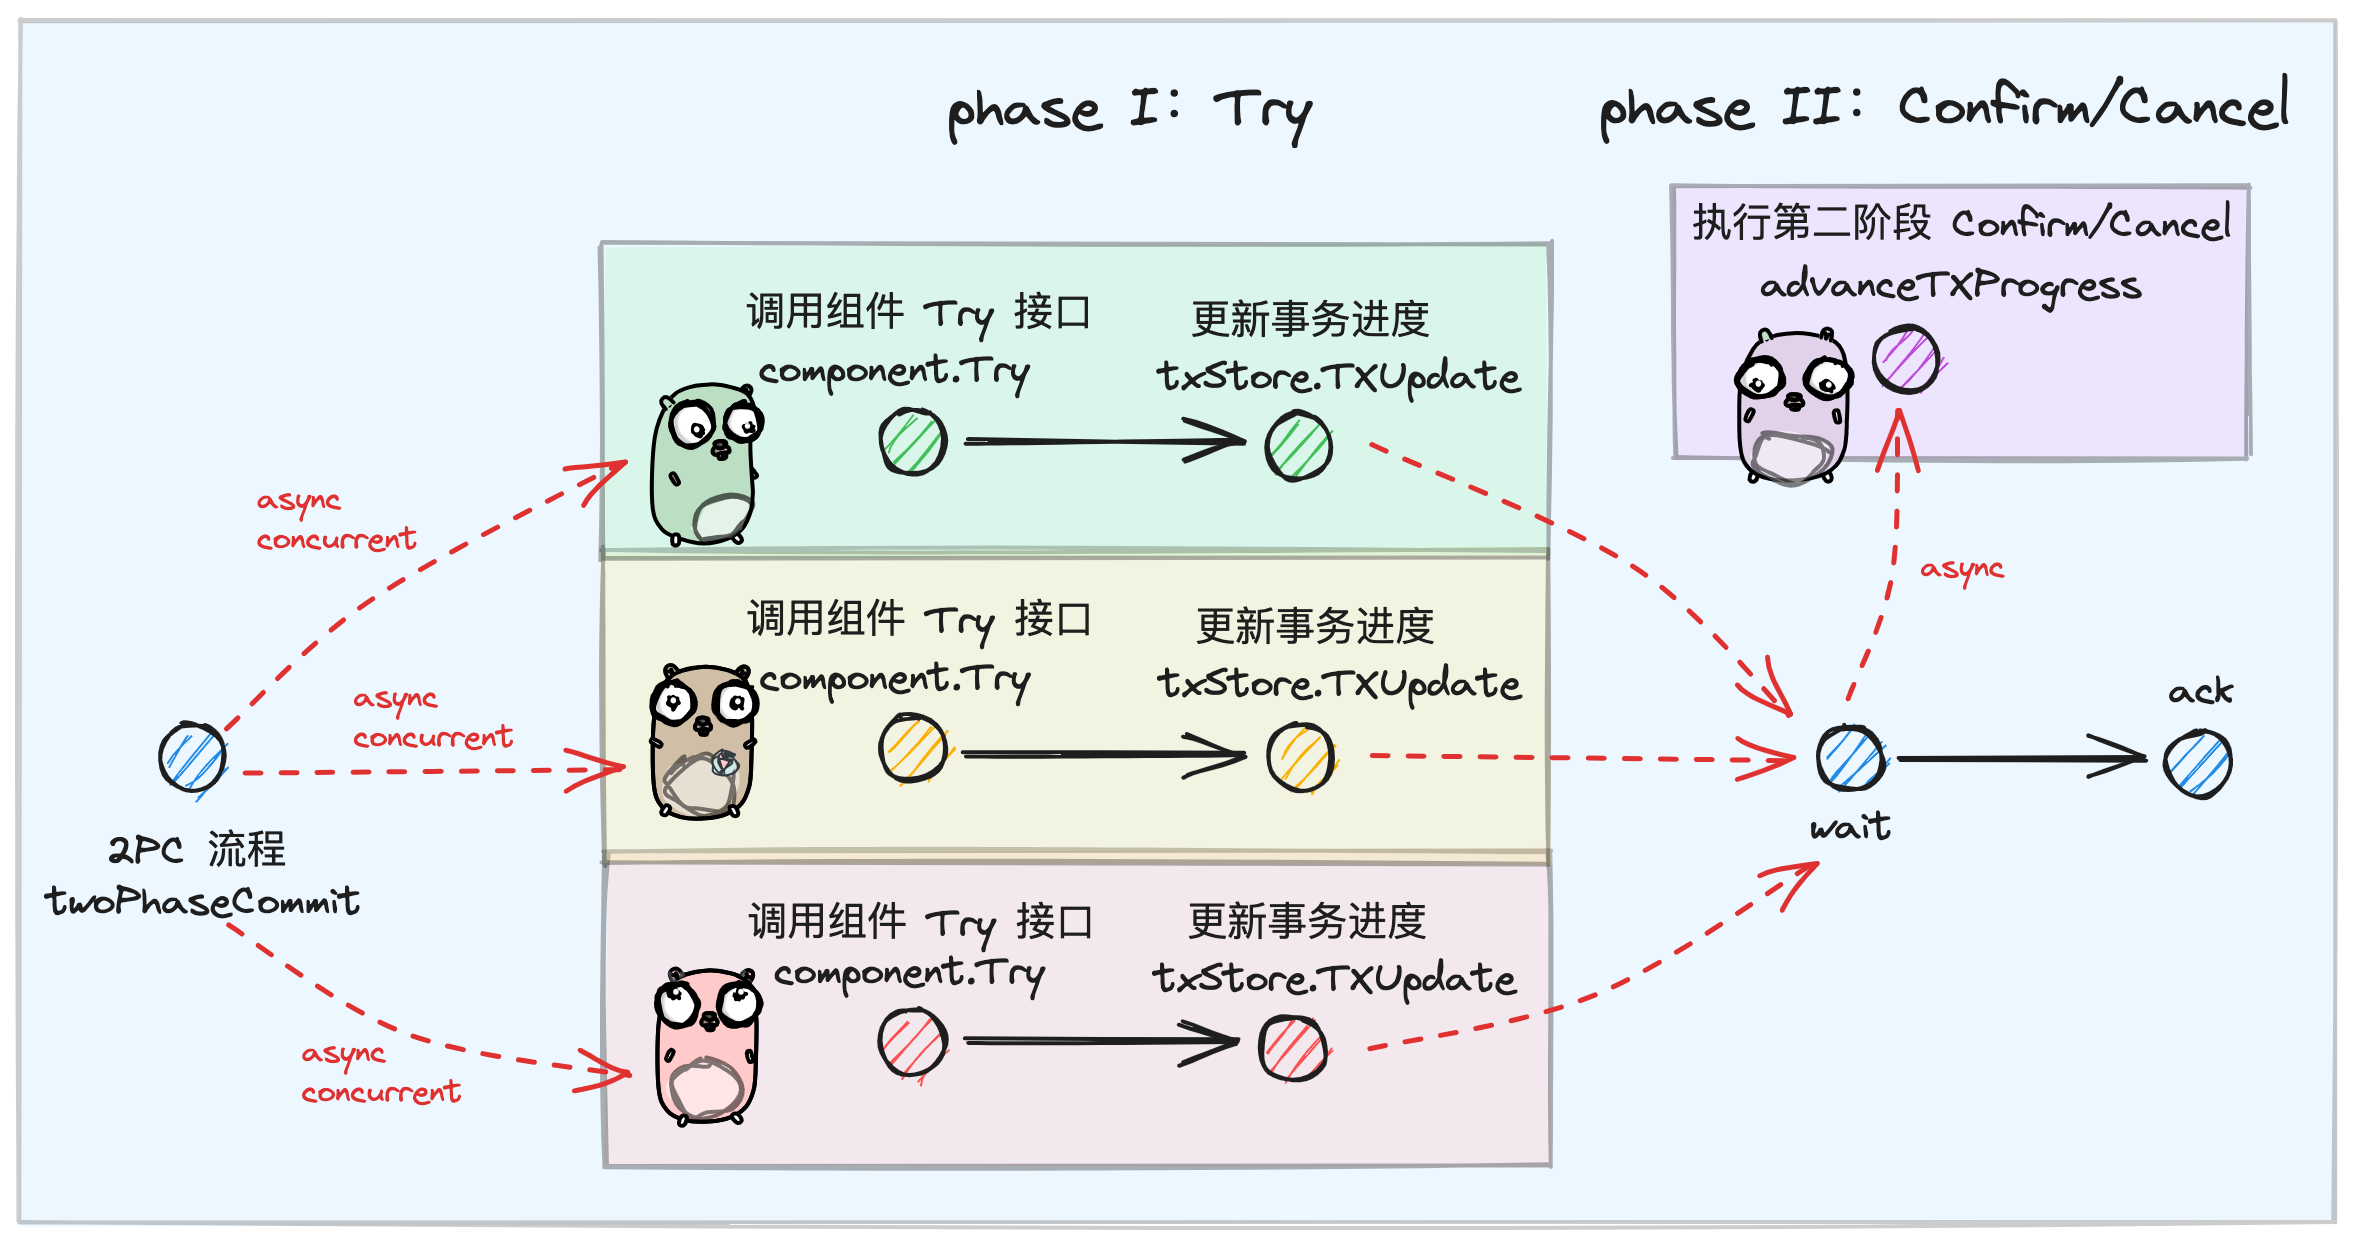 phase I: Try
phase II: Confirm/Cancel
执行第二阶段 Confirm/Cancel
advanceTXProgress
调用组件 Try 接口
component.Try
更新事务进度
txStore.TXUpdate
async
concurrent
async
调用组件 Try 接口
component.Try
更新事务进度
txStore.TXUpdate
async
concurrent
ack
wait
2PC 流程
twoPhaseCommit
调用组件 Try 接口
component.Try
更新事务进度
txStore.TXUpdate
async
concurrent